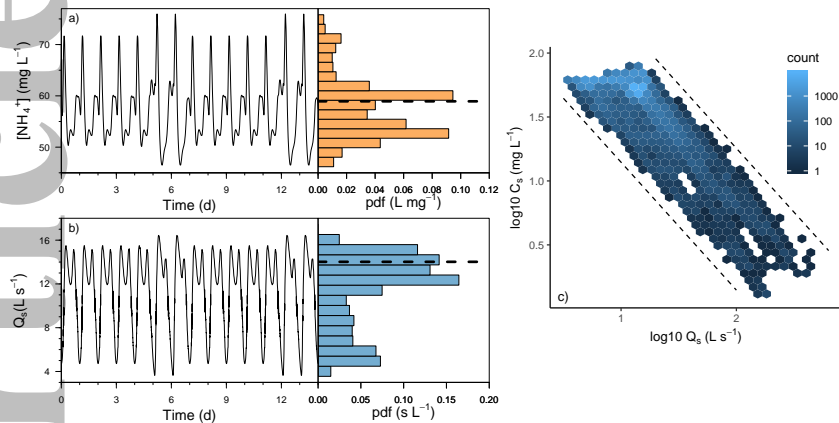 a)
[NH₄⁺] (mg L⁻¹)
70
60
50
0 3 6 9 12
Time (d)
0.00 0.02 0.04 0.06 0.08 0.10 0.12
pdf (L mg⁻¹)
b)
Qₛ(L s⁻¹)
16
12
8
4
0 3 6 9 12
Time (d)
0.00 0.05 0.10 0.15 0.20
pdf (s L⁻¹)
2.0
1.5
1.0
0.5
log10 Cₛ (mg L⁻¹)
c)
1 2
log10 Qₛ (L s⁻¹)
count
1000
100
10
1